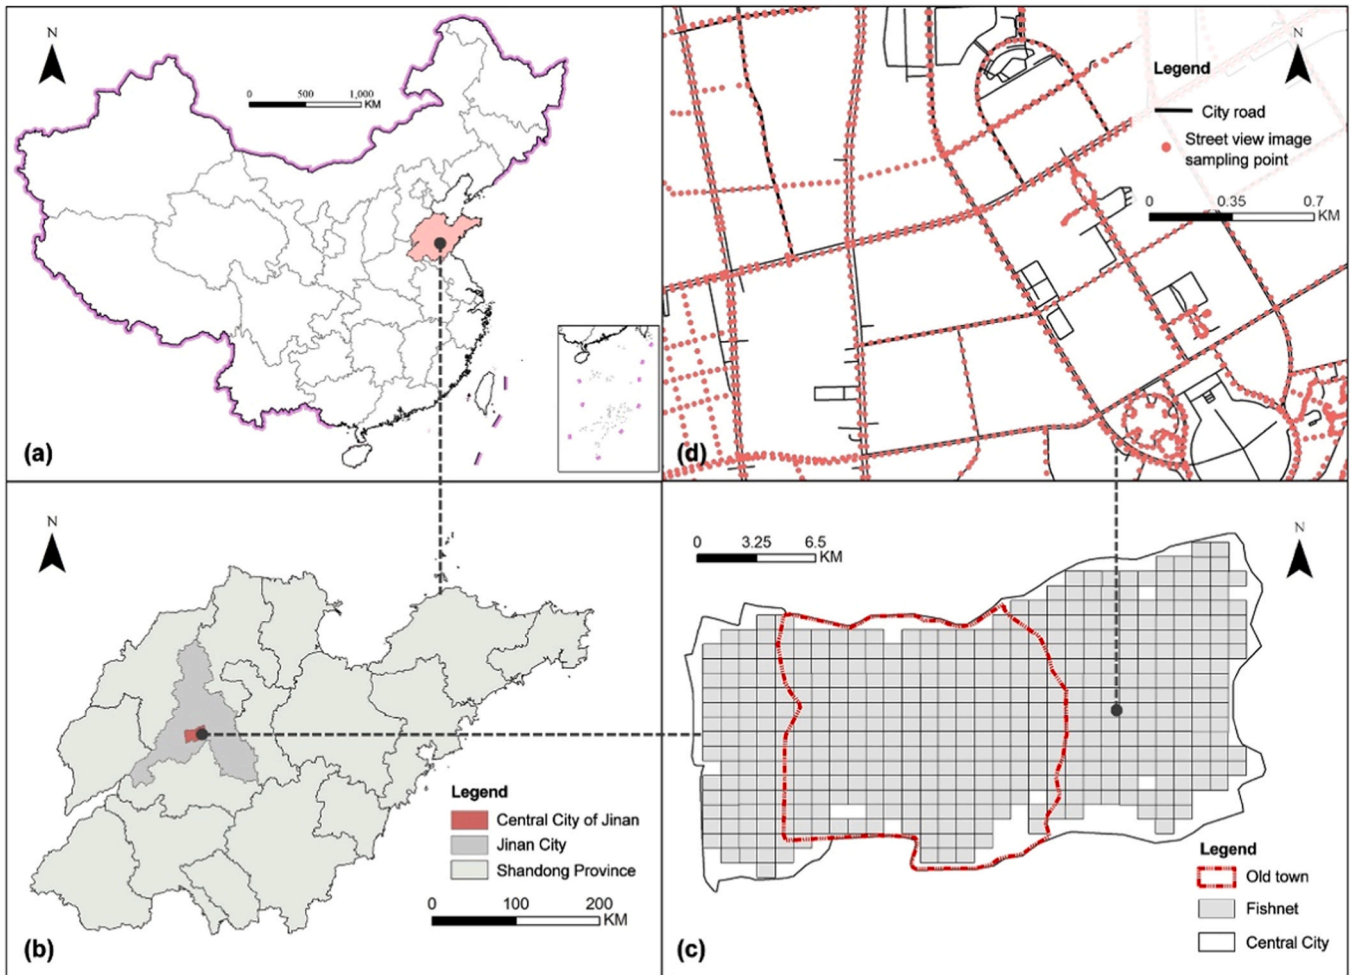 N
0 500 1,000
KM
(a)
N
Legend
City road
Street view image
sampling point
0 0.35 0.7
KM
(d)
N
Legend
Central City of Jinan
Jinan City
Shandong Province
0 100 200
KM
(b)
0 3.25 6.5
KM
N
Legend
Old town
Fishnet
Central City
(c)